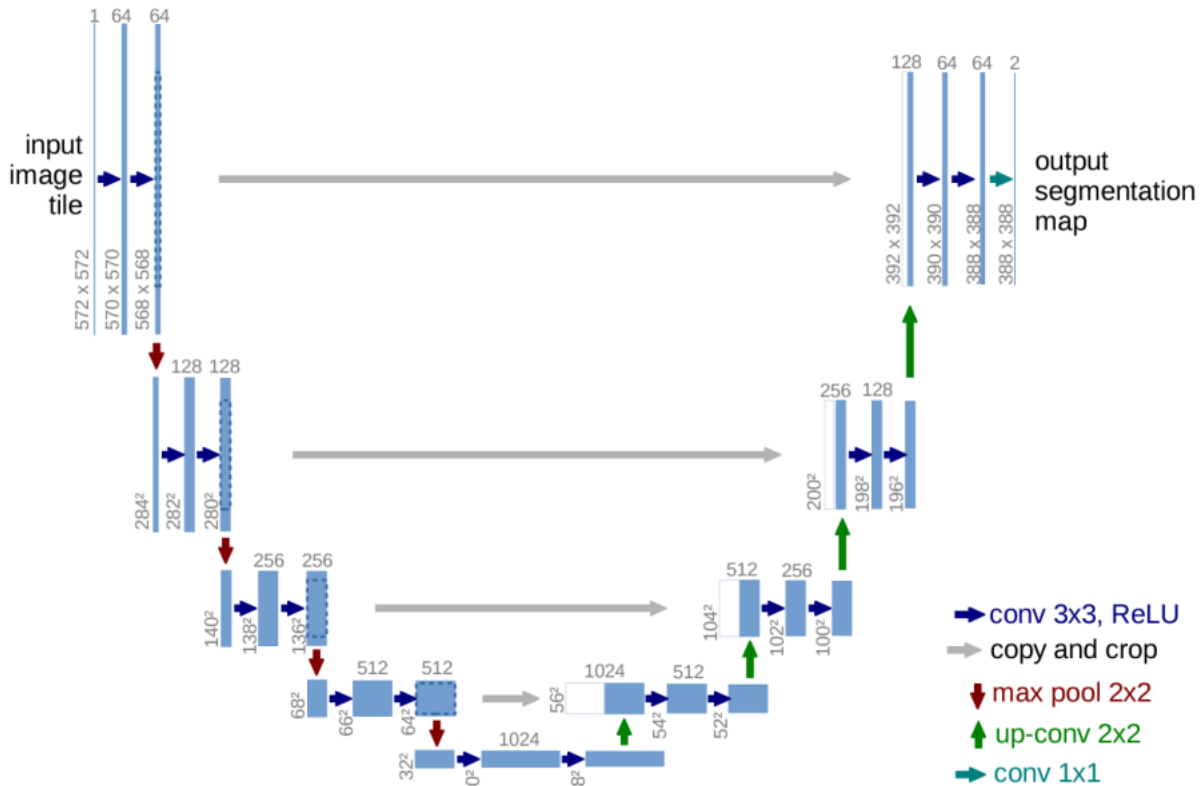 1 64 64
128 64 64 2
input
image
tile
output
segmentation
map
572 x 572
570 x 570
568 x 568
392 x 392
390 x 390
388 x 388
388 x 388
128 128
256 128
284²
282²
280²
200²
198²
196²
256 256
512 256
140²
138²
136²
104²
102²
100²
512 512
1024 512
68²
66²
64²
56²
54²
52²
1024
32²
0²
8²
conv 3x3, ReLU
copy and crop
max pool 2x2
up-conv 2x2
conv 1x1